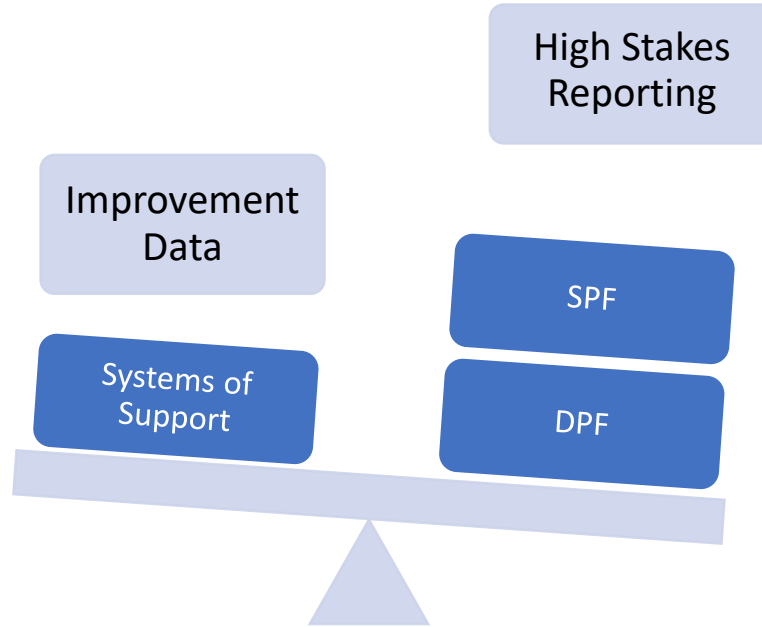 High Stakes
Reporting
Improvement
Data
SPF
Systems of
Support
DPF